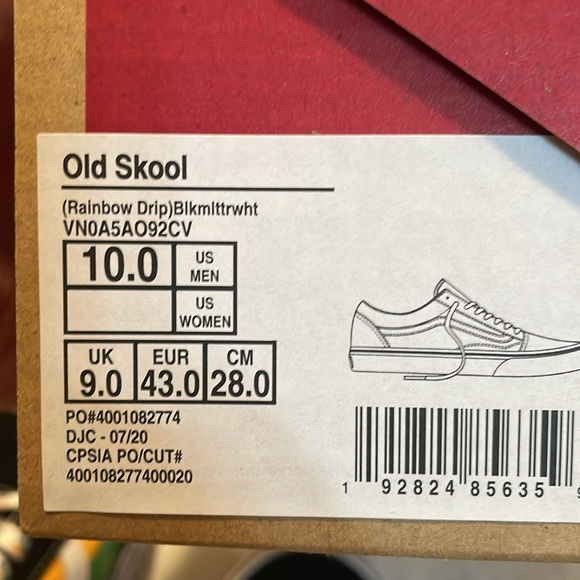 Old Skool
(Rainbow Drip)Blkmlttrwht
VN0A5AO92CV
10.0 US MEN
US WOMEN
UK EUR CM
9.0 43.0 28.0
PO#4001082774
DJC - 07/20
CPSIA PO/CUT#
400108277400020
1 92824 85635 9